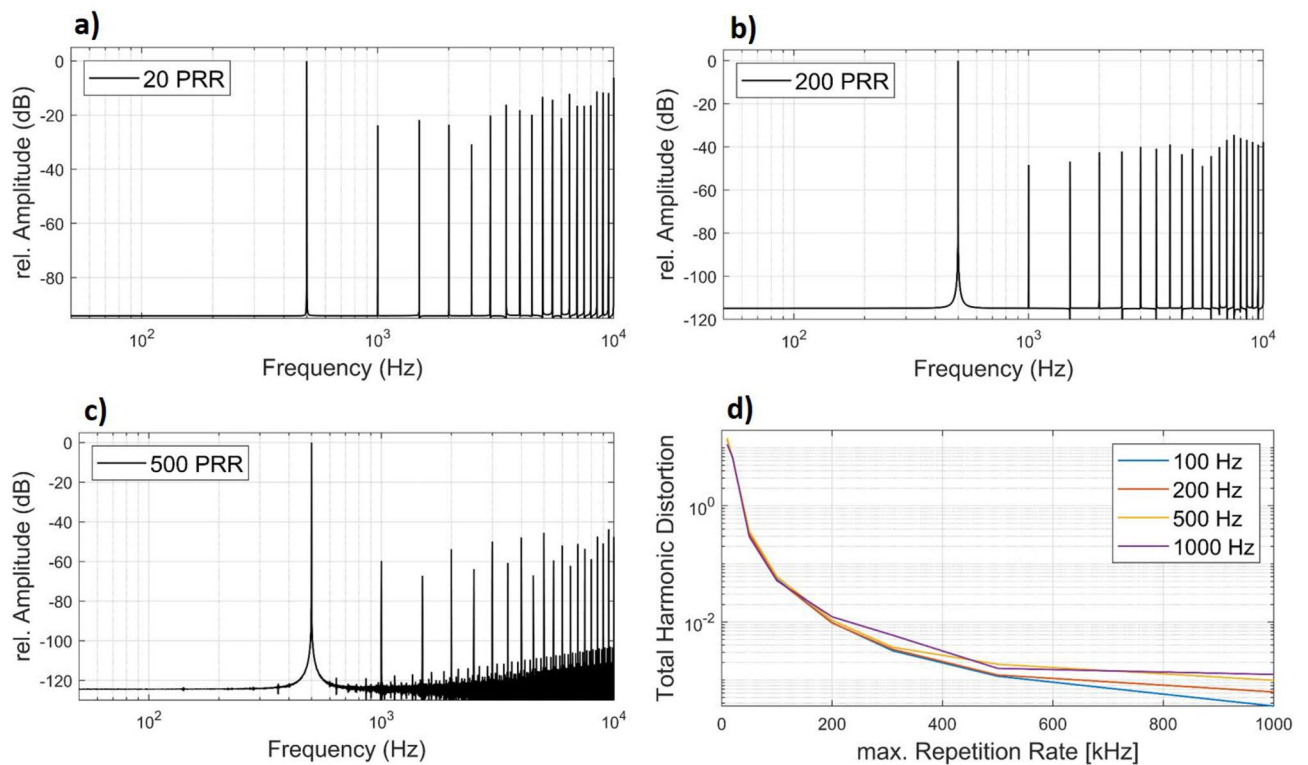 a)
rel. Amplitude (dB)
0
-20
-40
-60
-80
20 PRR
10²
10³
10⁴
Frequency (Hz)
b)
rel. Amplitude (dB)
0
-20
-40
-60
-80
-100
-120
200 PRR
10²
10³
10⁴
Frequency (Hz)
c)
rel. Amplitude (dB)
0
-20
-40
-60
-80
-100
-120
500 PRR
10²
10³
10⁴
Frequency (Hz)
d)
Total Harmonic Distortion
10⁰
10⁻²
100 Hz
200 Hz
500 Hz
1000 Hz
0
200
400
600
800
1000
max. Repetition Rate [kHz]